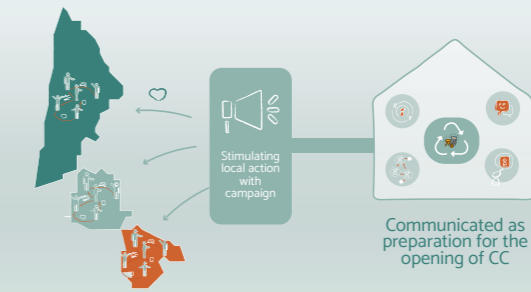 Stimulating
local action
with
campaign
Communicated as
preparation for the
opening of CC